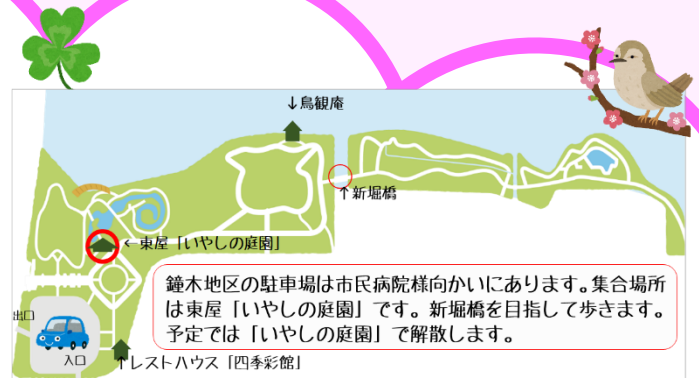 ↓鳥観庵
↑新堀橋
←東屋「いやしの庭園」
鐘木地区の駐車場は市民病院様向かいにあります。集合場所
は東屋「いやしの庭園」です。新堀橋を目指して歩きます。
予定では「いやしの庭園」で解散します。
出口
入口
↑レストハウス「四季彩館」